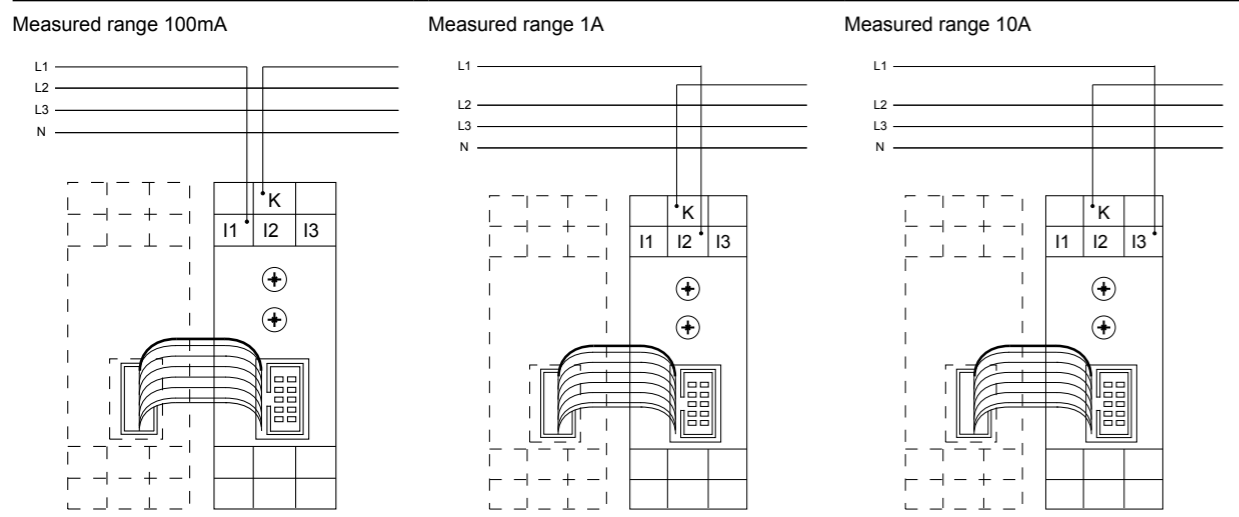 Measured range 100mA
L1
L2
L3
N
K
I1 I2 I3
Measured range 1A
L1
L2
L3
N
K
I1 I2 I3
Measured range 10A
L1
L2
L3
N
K
I1 I2 I3